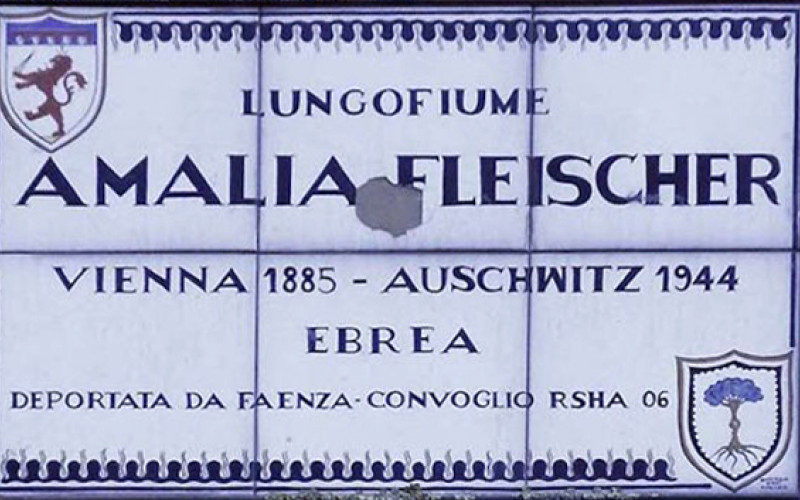 LUNGOFIUME
AMALIA FLEISCHER
VIENNA 1885 - AUSCHWITZ 1944
EBREA
DEPORTATA DA FAENZA - CONVOGLIO RSHA 06